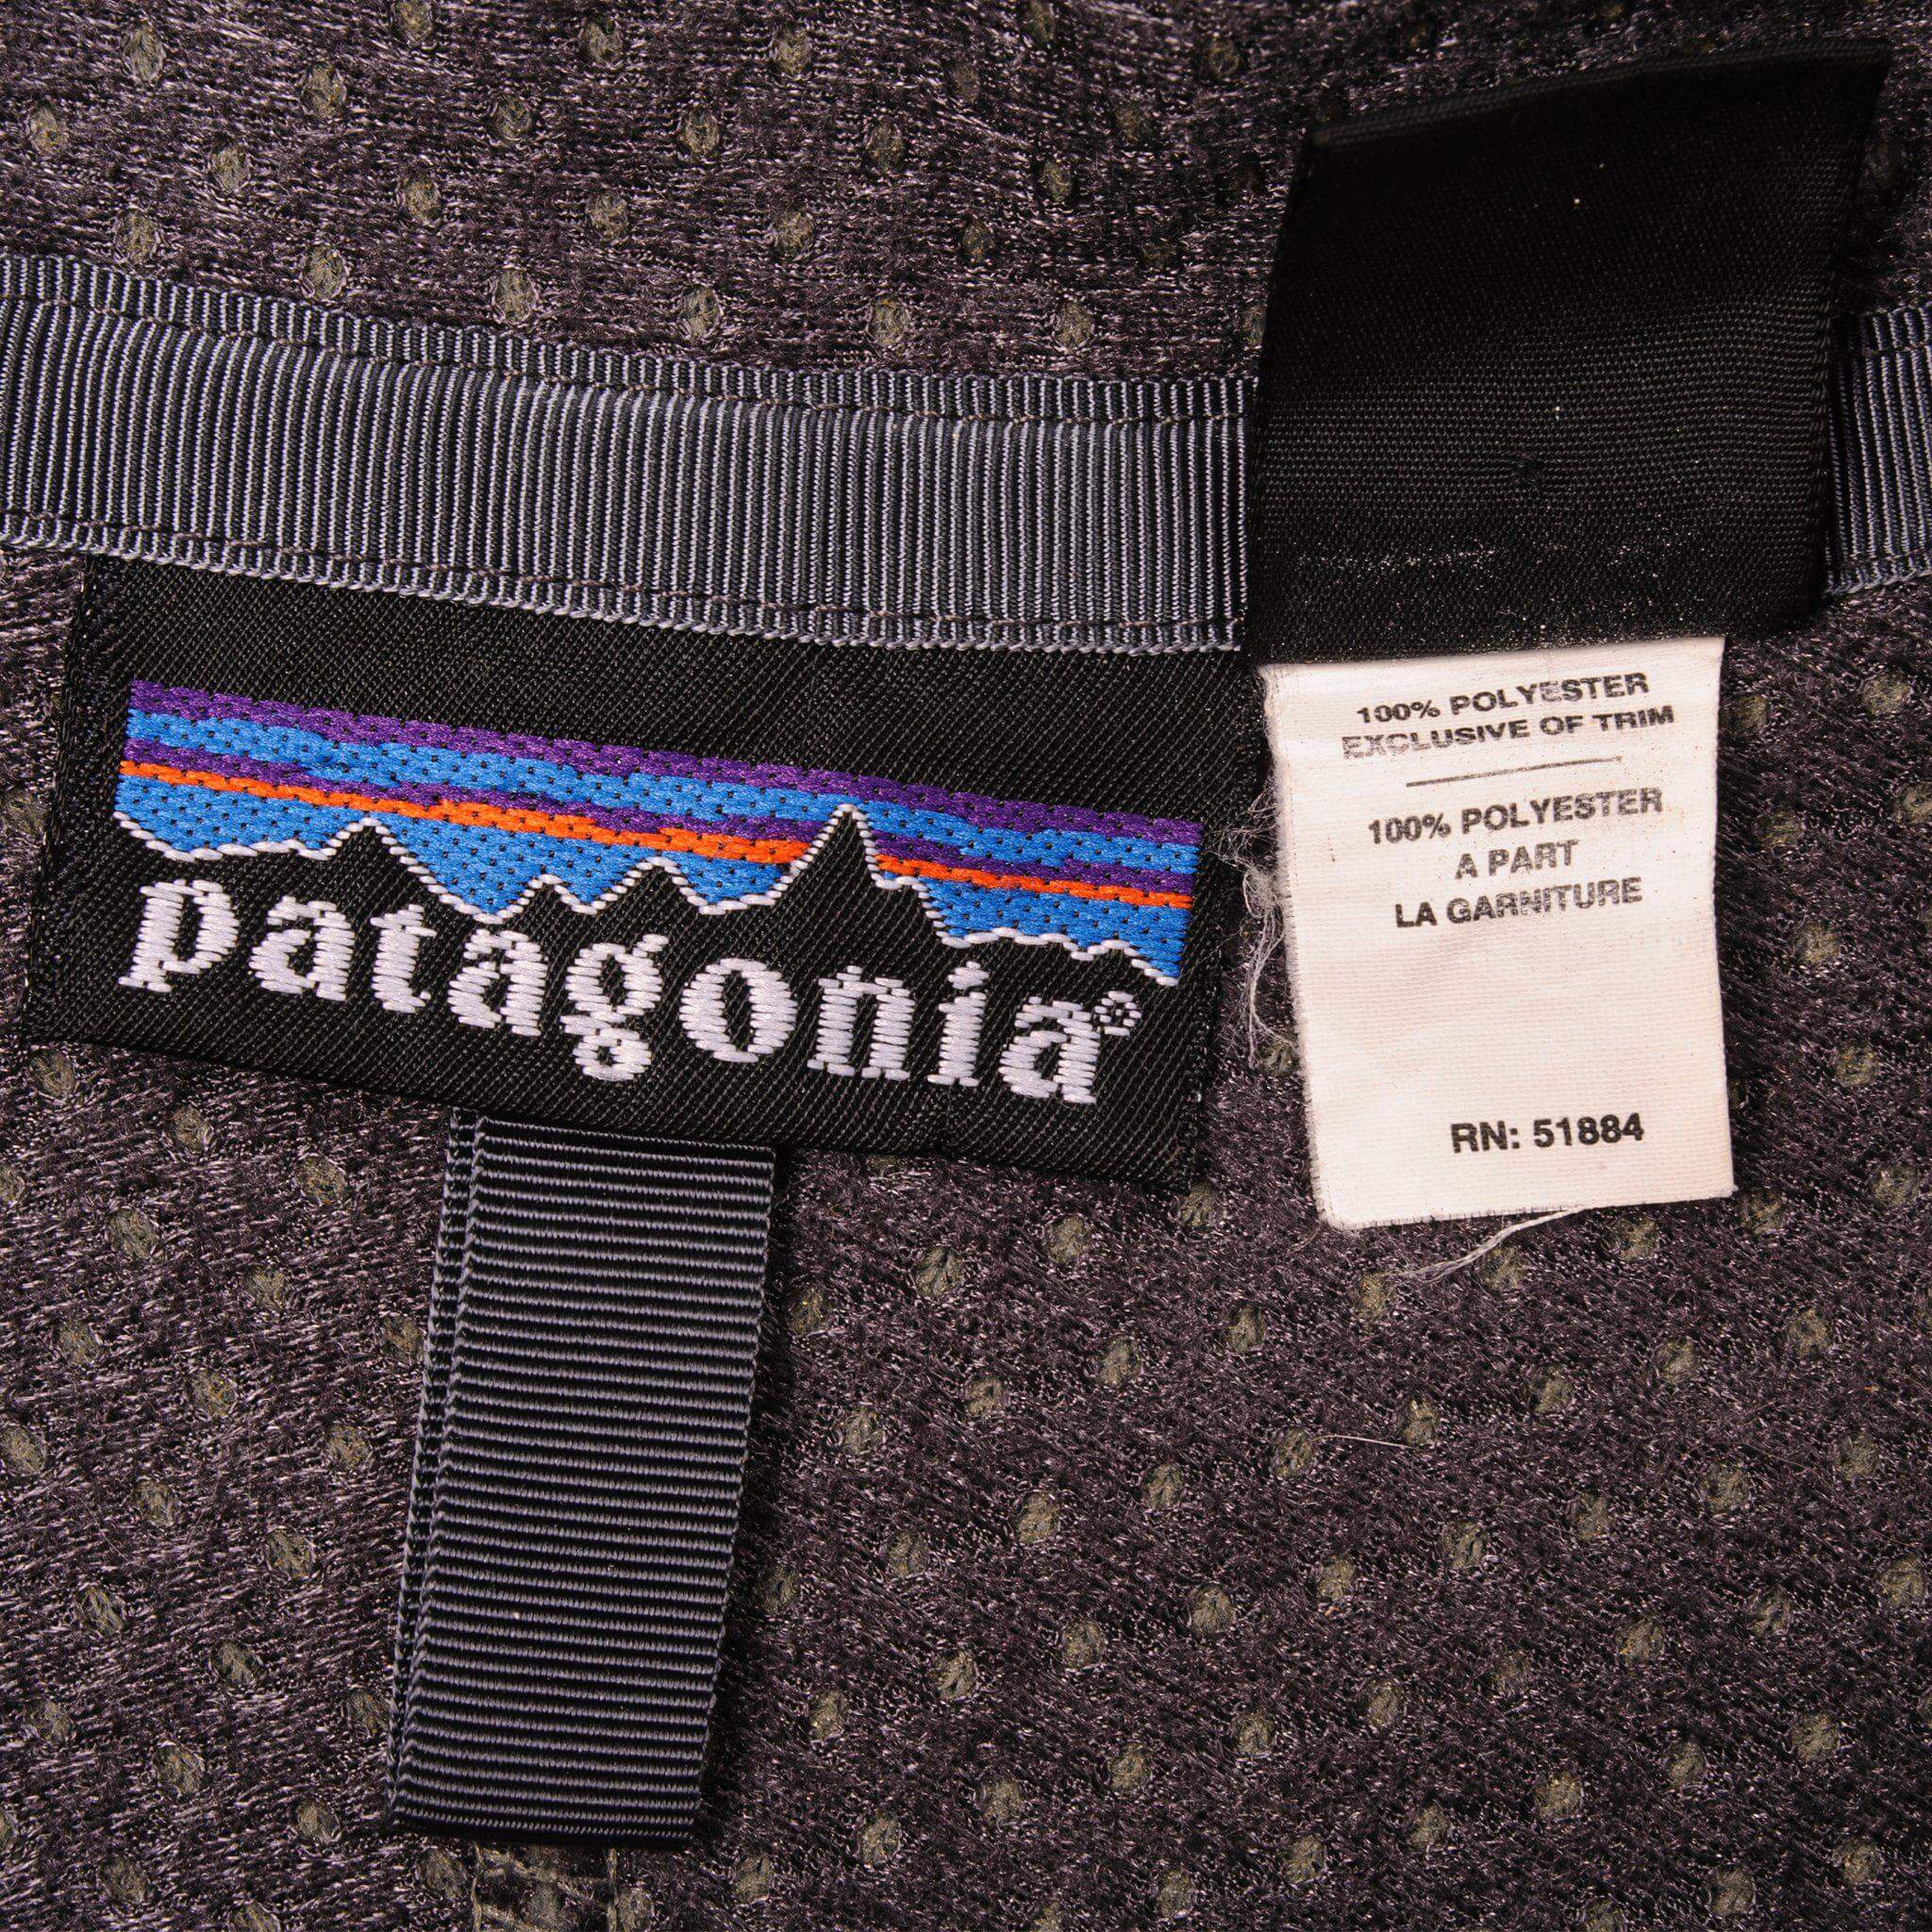 patagonia®
100% POLYESTER
EXCLUSIVE OF TRIM
100% POLYESTER
A PART
LA GARNITURE
RN: 51884